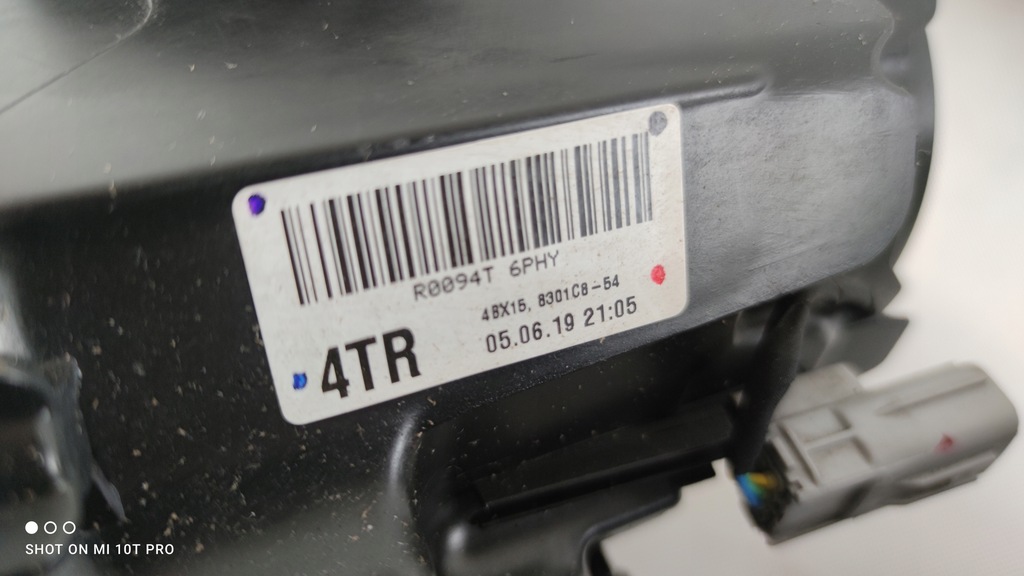 R0094T 6PHY
4BX15, 8301C8-54
05.06.19 21:05
4TR
SHOT ON MI 10T PRO